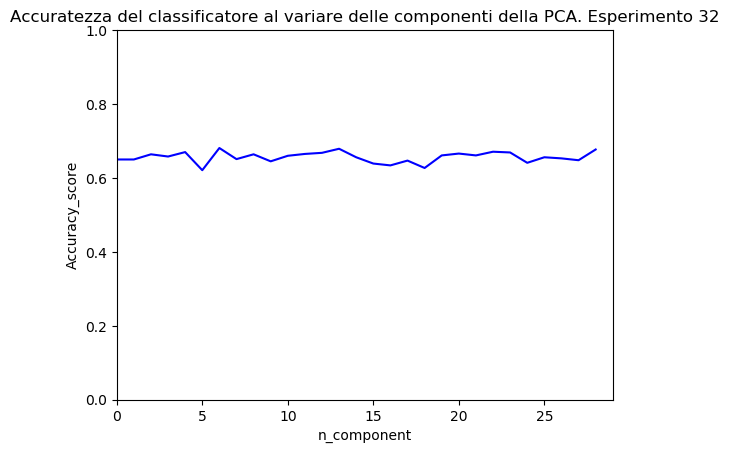 Accuratezza del classificatore al variare delle componenti della PCA. Esperimento 32
1.0
0.8
0.6
0.4
0.2
0.0
Accuracy_score
0 5 10 15 20 25
n_component